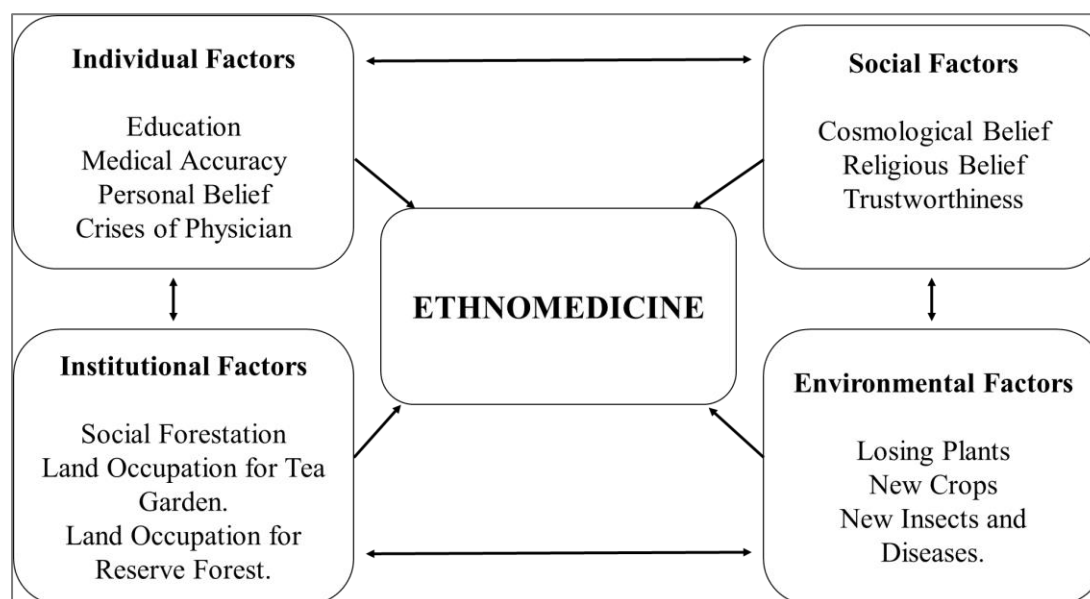 Individual Factors
Education
Medical Accuracy
Personal Belief
Crises of Physician
Social Factors
Cosmological Belief
Religious Belief
Trustworthiness
ETHNOMEDICINE
Institutional Factors
Social Forestation
Land Occupation for Tea
Garden.
Land Occupation for
Reserve Forest.
Environmental Factors
Losing Plants
New Crops
New Insects and
Diseases.